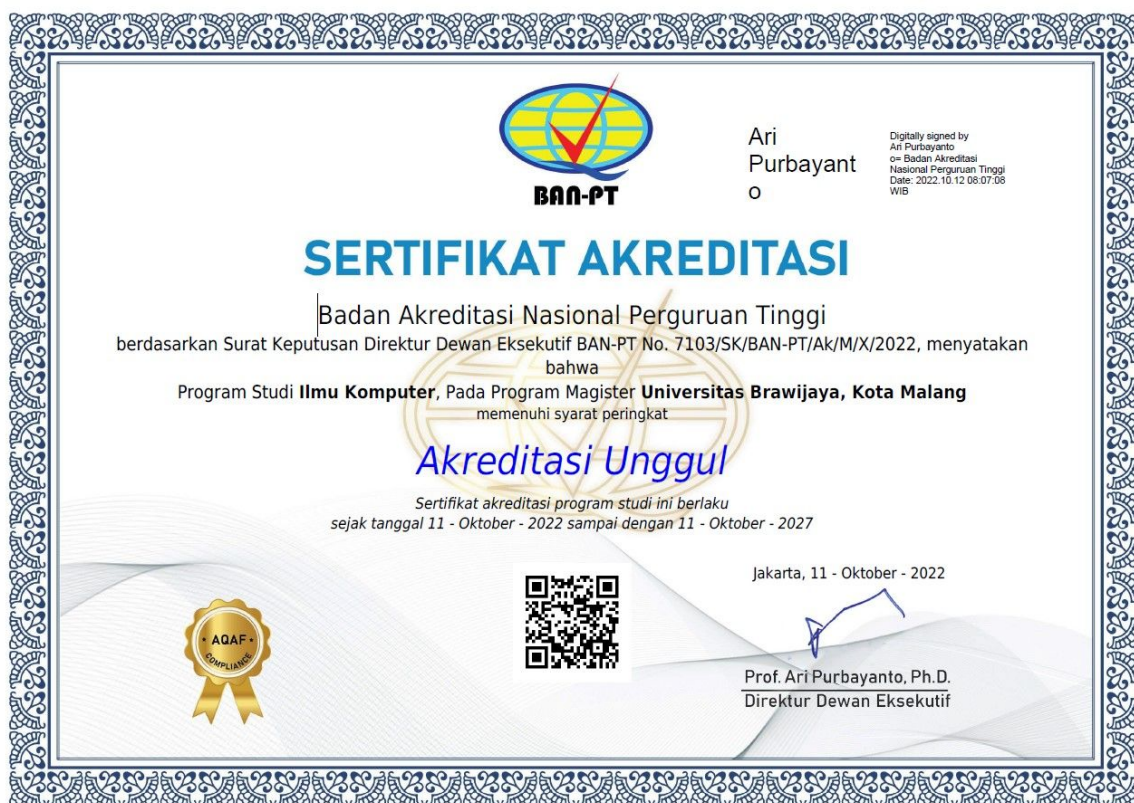 BAN-PT
Ari
Purbayant
o
Digitally signed by
Ari Purbayanto
o= Badan Akreditasi
Nasional Perguruan Tinggi
Date: 2022.10.12 08:07:08
WIB
SERTIFIKAT AKREDITASI
Badan Akreditasi Nasional Perguruan Tinggi
berdasarkan Surat Keputusan Direktur Dewan Eksekutif BAN-PT No. 7103/SK/BAN-PT/Ak/M/X/2022, menyatakan
bahwa
Program Studi Ilmu Komputer, Pada Program Magister Universitas Brawijaya, Kota Malang
memenuhi syarat peringkat
Akreditasi Unggul
Sertifikat akreditasi program studi ini berlaku
sejak tanggal 11 - Oktober - 2022 sampai dengan 11 - Oktober - 2027
Jakarta, 11 - Oktober - 2022
AQAF
COMPLIANCE
Prof. Ari Purbayanto, Ph.D.
Direktur Dewan Eksekutif